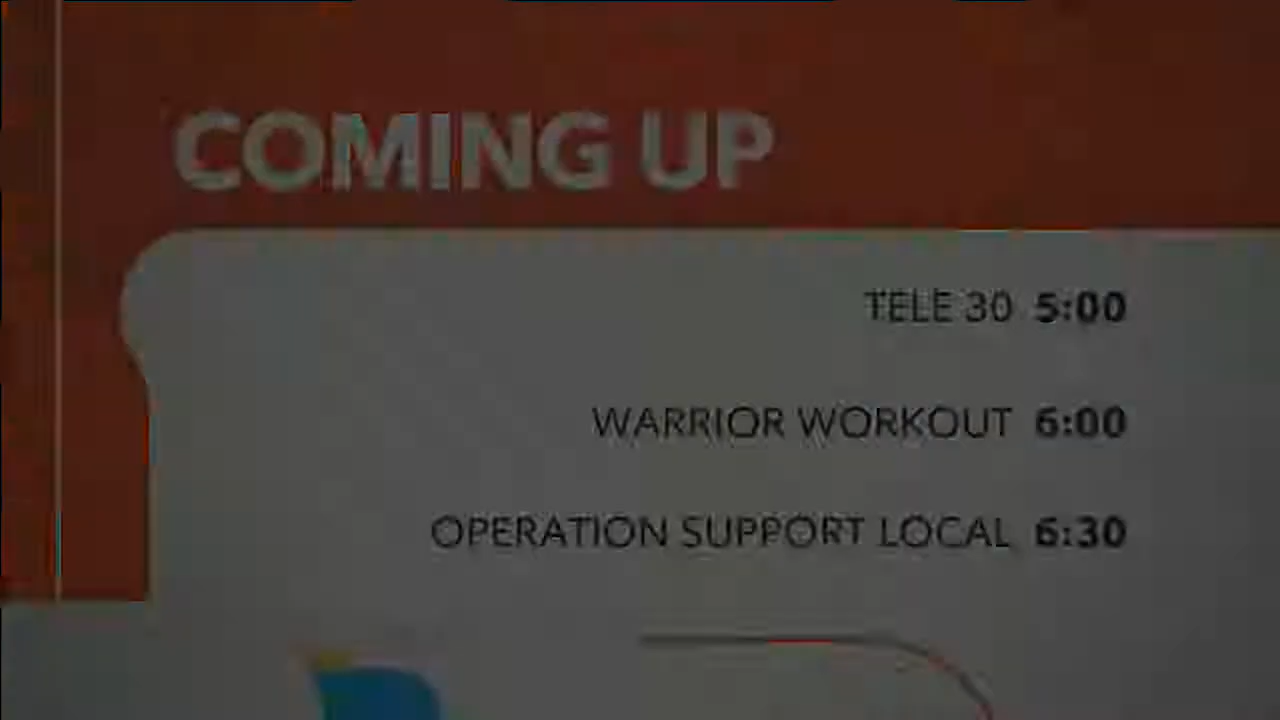 COMING UP
TELE 30 5:00
WARRIOR WORKOUT 6:00
OPERATION SUPPORT LOCAL 6:30